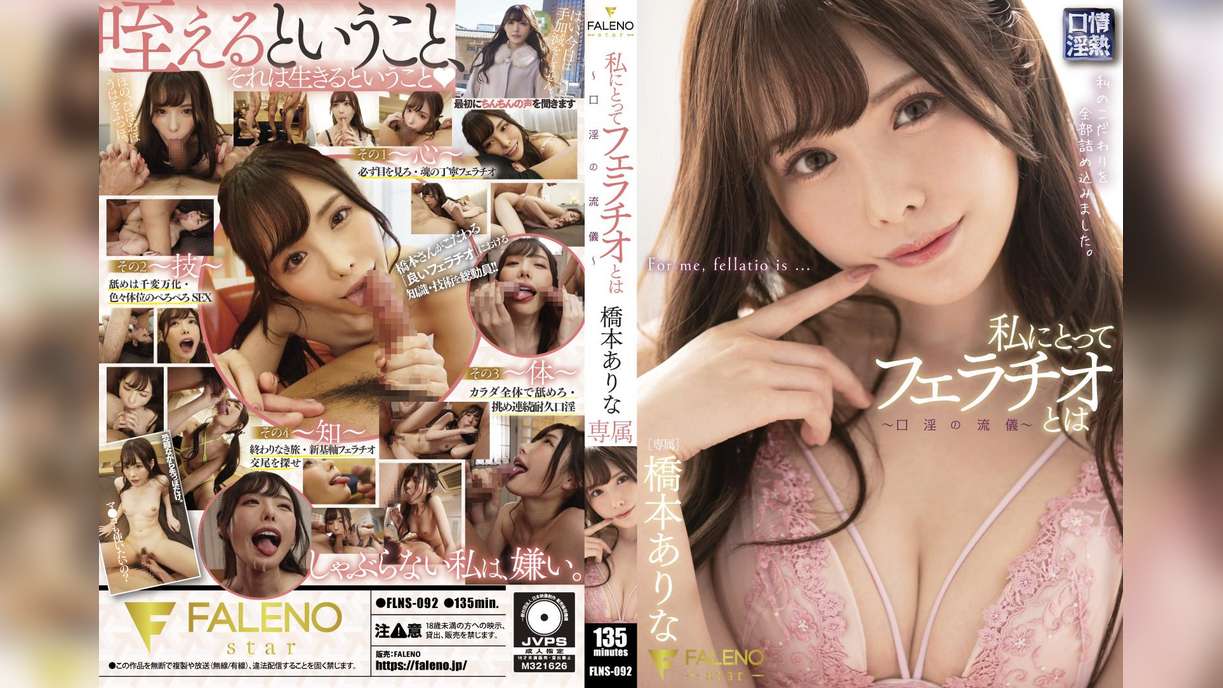 咥えるということ、
それは生きるということ♥
最初にちんちんの声を聞きます
その1 〜心〜
必ず目を見ろ・魂の丁寧フェラチオ
その2 〜技〜
舐めは千変万化・
色々体位のぺろぺろSEX
橋本さんがこだわる
「良いフェラチオ」における
知識・技術を総動員!!
その3 〜体〜
カラダ全体で舐めろ・
挑め連続耐久口淫
その4 〜知〜
終わりなき旅・新基軸フェラチオ
交尾を探せ
しゃぶらない私は、嫌い。
FALENO
star
●FLNS-092 ●135min.
注意
18歳未満の方への映示、
貸出、販売を禁じます。
販売：FALENO
https://faleno.jp/
JVPS
成人指定
M321626
●この作品を無断で複製や放送(無線/有線)、違法配信することを固く禁じます。
FALENO
star
私にとってフェラチオとは
〜口淫の流儀〜
橋本ありな
専属
135
minutes
FLNS-092
情熱
口淫
私のこだわりを
全部詰め込みました。
For me, fellatio is ...
私にとって
フェラチオ
とは
〜口淫の流儀〜
[専属]
橋本ありな
FALENO
star